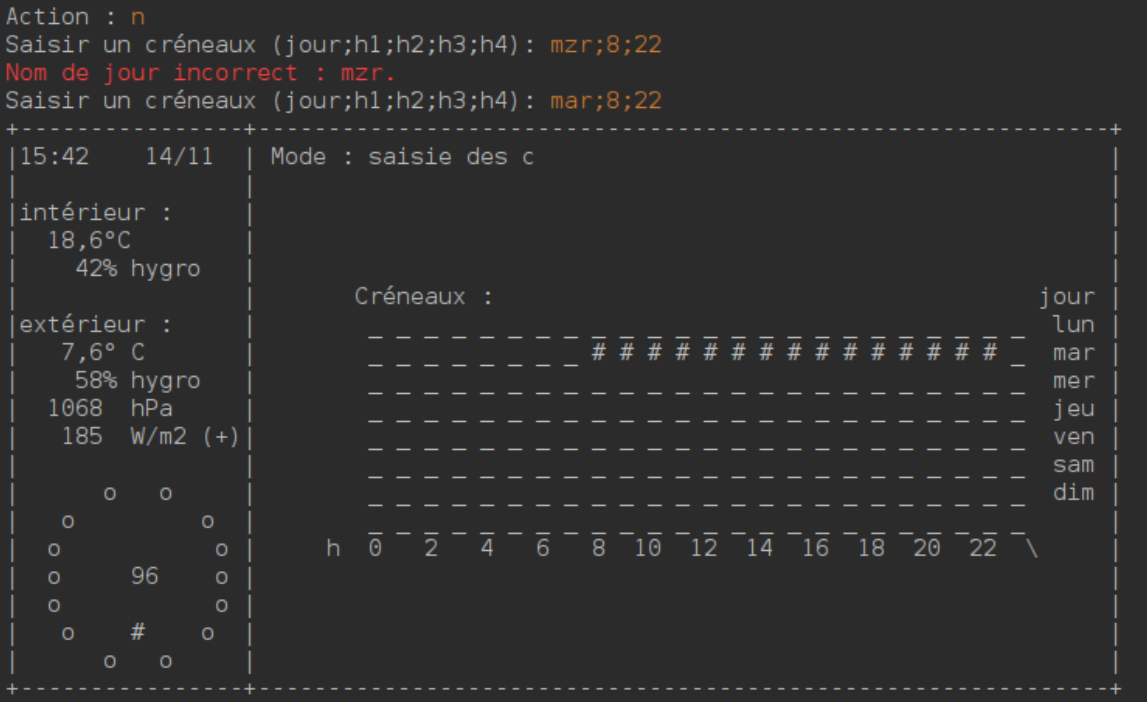 Action : n
Saisir un créneaux (jour;h1;h2;h3;h4): mzr;8;22
Nom de jour incorrect : mzr.
Saisir un créneaux (jour;h1;h2;h3;h4): mar;8;22
+----------------+-------------------------------------------------------------+
|15:42    14/11  | Mode : saisie des c                                         |
|                |                                                             |
|intérieur :     |                                                             |
|  18,6°C        |                                                             |
|    42% hygro   |                                                             |
|                |       Créneaux :                                       jour |
|extérieur :     |        _ _ _ _ _ _ _ _ _ _ _ _ _ _ _ _ _ _ _ _ _ _ _ _  lun |
|   7,6° C       |        _ _ _ _ _ _ _ _ # # # # # # # # # # # # # # # _  mar |
|    58% hygro   |        _ _ _ _ _ _ _ _ _ _ _ _ _ _ _ _ _ _ _ _ _ _ _ _  mer |
|  1068  hPa     |        _ _ _ _ _ _ _ _ _ _ _ _ _ _ _ _ _ _ _ _ _ _ _ _  jeu |
|   185  W/m2 (+)|        _ _ _ _ _ _ _ _ _ _ _ _ _ _ _ _ _ _ _ _ _ _ _ _  ven |
|                |        _ _ _ _ _ _ _ _ _ _ _ _ _ _ _ _ _ _ _ _ _ _ _ _  sam |
|      o   o     |        _ _ _ _ _ _ _ _ _ _ _ _ _ _ _ _ _ _ _ _ _ _ _ _  dim |
|   o         o  |        _ _ _ _ _ _ _ _ _ _ _ _ _ _ _ _ _ _ _ _ _ _ _ _      |
|  o           o |     h  0   2   4   6   8  10  12  14  16  18  20  22  \     |
|  o     96    o |                                                             |
|  o           o |                                                             |
|   o    #    o  |                                                             |
|      o   o     |                                                             |
+----------------+-------------------------------------------------------------+